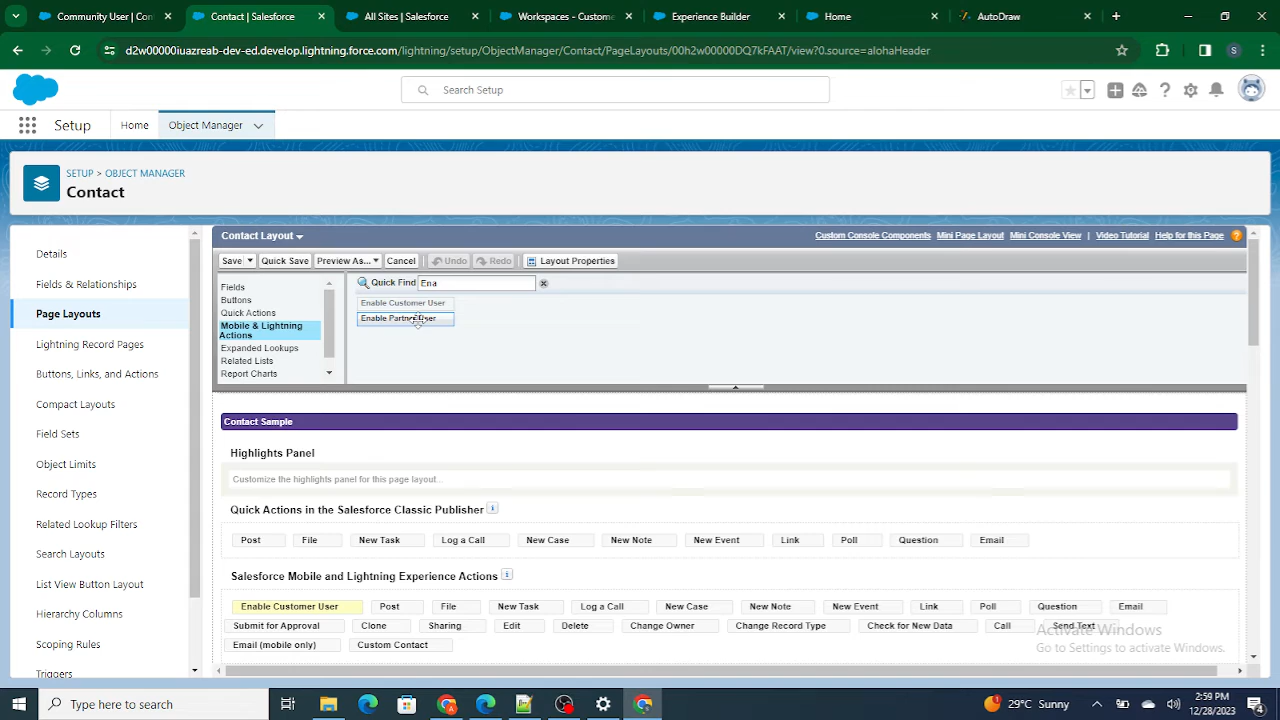 Community User | Con
Contact | Salesforce
All Sites | Salesforce
Workspaces - Custome
Experience Builder
Home
AutoDraw
d2w00000iuazreab-dev-ed.develop.lightning.force.com/lightning/setup/ObjectManager/Contact/PageLayouts/00h2w00000DQ7kFAAT/view?0.source=alohaHeader
S
Search Setup
Setup
Home
Object Manager
SETUP > OBJECT MANAGER
Contact
Details
Fields & Relationships
Page Layouts
Lightning Record Pages
Buttons, Links, and Actions
Compact Layouts
Field Sets
Object Limits
Record Types
Related Lookup Filters
Search Layouts
List View Button Layout
Hierarchy Columns
Scoping Rules
Triggers
Contact Layout
Custom Console Components Mini Page Layout Mini Console View | Video Tutorial Help for this Page
Save Quick Save Preview As... Cancel Undo Redo Layout Properties
Fields
Buttons
Quick Actions
Mobile & Lightning
Actions
Expanded Lookups
Related Lists
Report Charts
Quick Find Ena
Enable Customer User
Enable Partner User
Contact Sample
Highlights Panel
Customize the highlights panel for this page layout...
Quick Actions in the Salesforce Classic Publisher
Post File New Task Log a Call New Case New Note New Event Link Poll Question Email
Salesforce Mobile and Lightning Experience Actions
Enable Customer User Post File New Task Log a Call New Case New Note New Event Link Poll Question Email
Submit for Approval Clone Sharing Edit Delete Change Owner Change Record Type Check for New Data Call Send Text
Email (mobile only) Custom Contact
Activate Windows
Go to Settings to activate Windows.
Type here to search
29°C Sunny
2:59 PM
12/28/2023
4